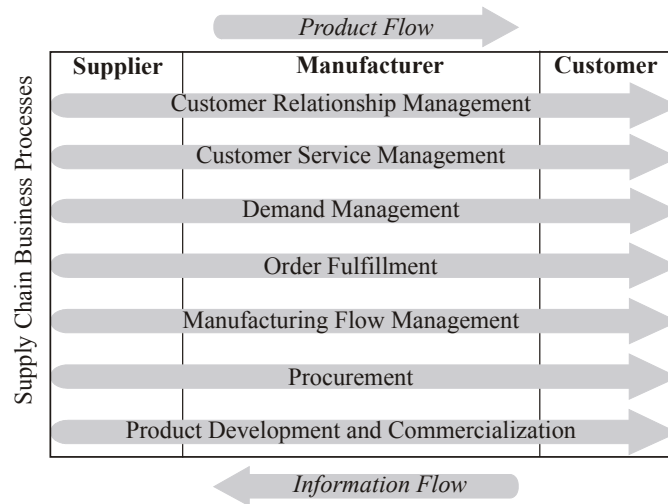 Product Flow
Supplier Manufacturer Customer
Supply Chain Business Processes
Customer Relationship Management
Customer Service Management
Demand Management
Order Fulfillment
Manufacturing Flow Management
Procurement
Product Development and Commercialization
Information Flow